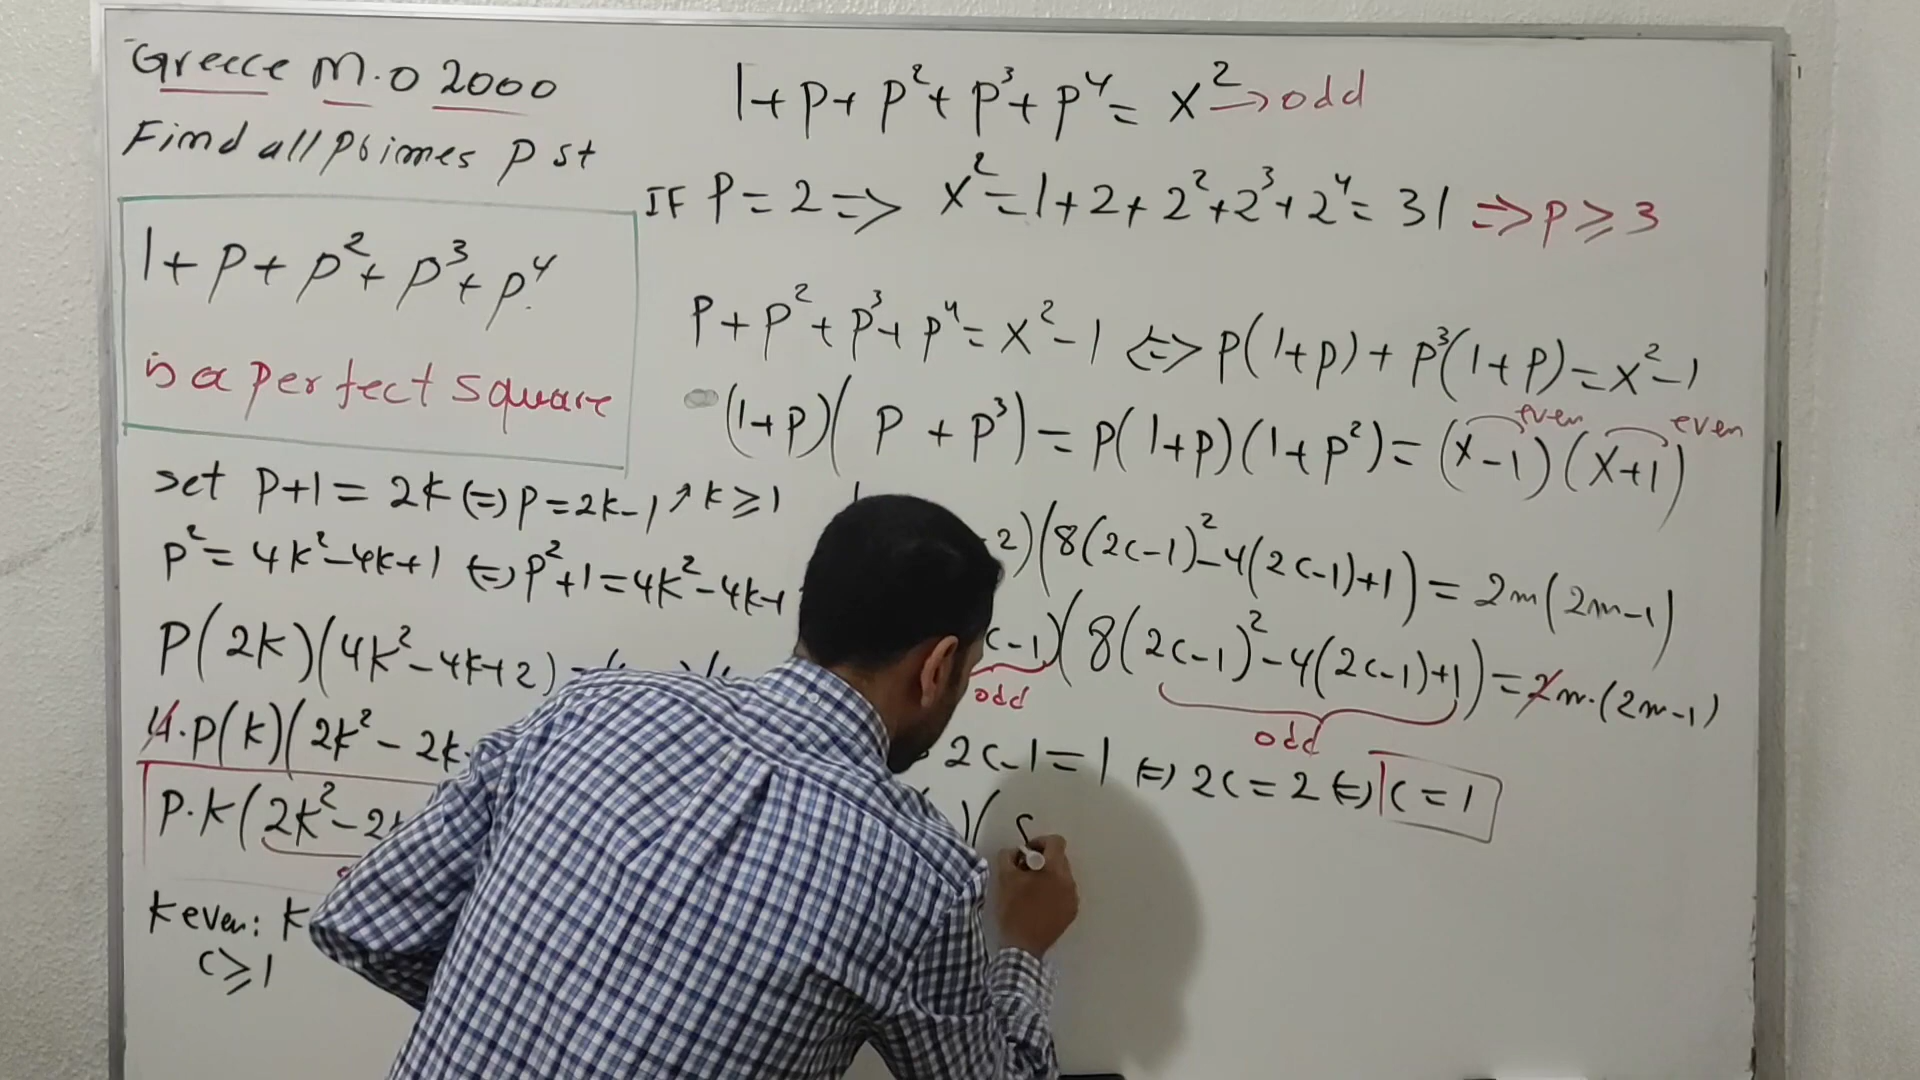 Greece M.O 2000
Find all primes p st
1+p+p²+p³+p⁴
is a perfect square
1+p+p²+p³+p⁴=x²→odd
IF P=2=> x²=1+2+2²+2³+2⁴=31 =>p≥3
p+p²+p³+p⁴=x²-1 <=> p(1+p)+p³(1+p)=x²-1
(1+p)(p+p³)=p(1+p)(1+p²)=(x-1)(x+1)
even even
set p+1=2k(=)p=2k-1, k≥1
p²=4k²-4k+1 (=)p²+1=4k²-4k+
P(2k)(4k²-4k+2)=
4.p(k)(2k²-2k
P.k(2k²-2k
k even: k
c≥1
2)(8(2c-1)²-4(2c-1)+1)=2m(2m-1)
c-1)(8(2c-1)²-4(2c-1)+1)=2m.(2m-1)
odd odd
2c-1=1 (=) 2c=2(=) c=1
)(